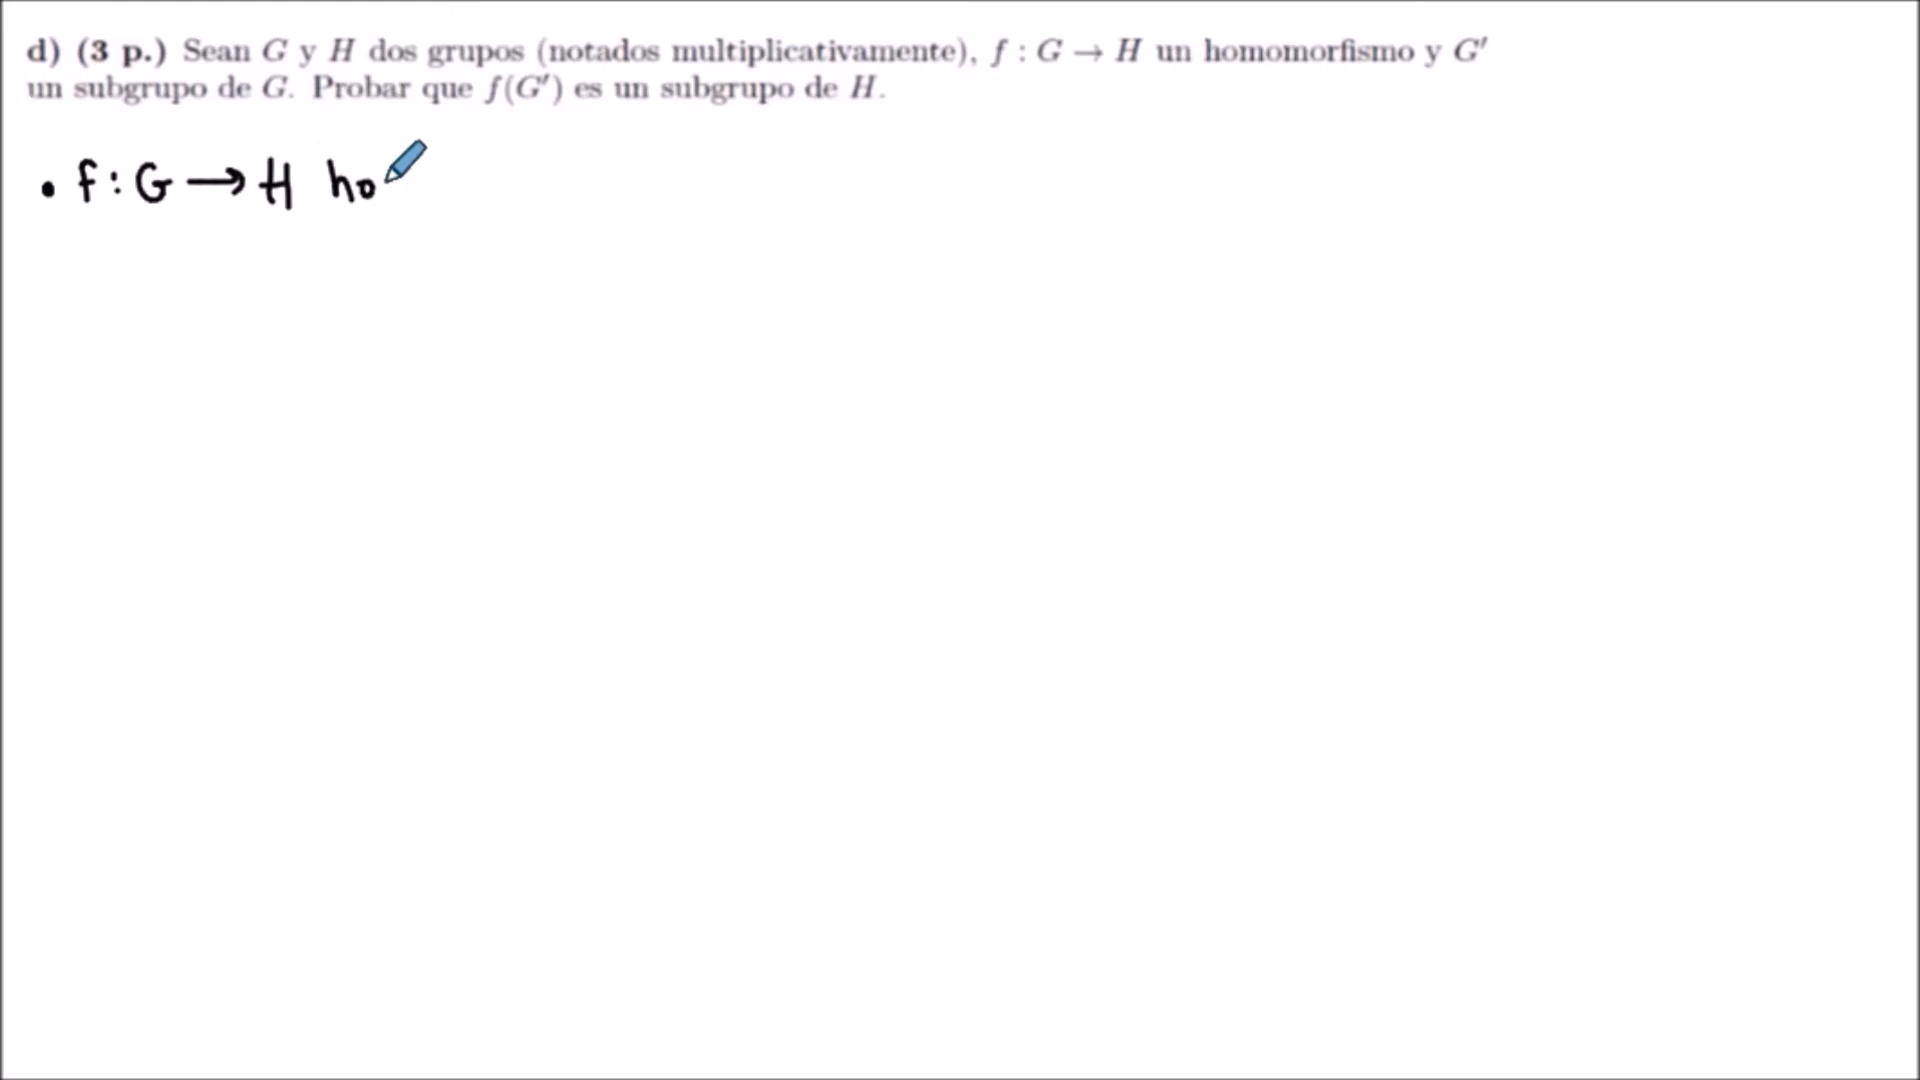 d) (3 p.) Sean G y H dos grupos (notados multiplicativamente), f : G → H un homomorfismo y G′
un subgrupo de G. Probar que f(G′) es un subgrupo de H.
• f : G → H ho